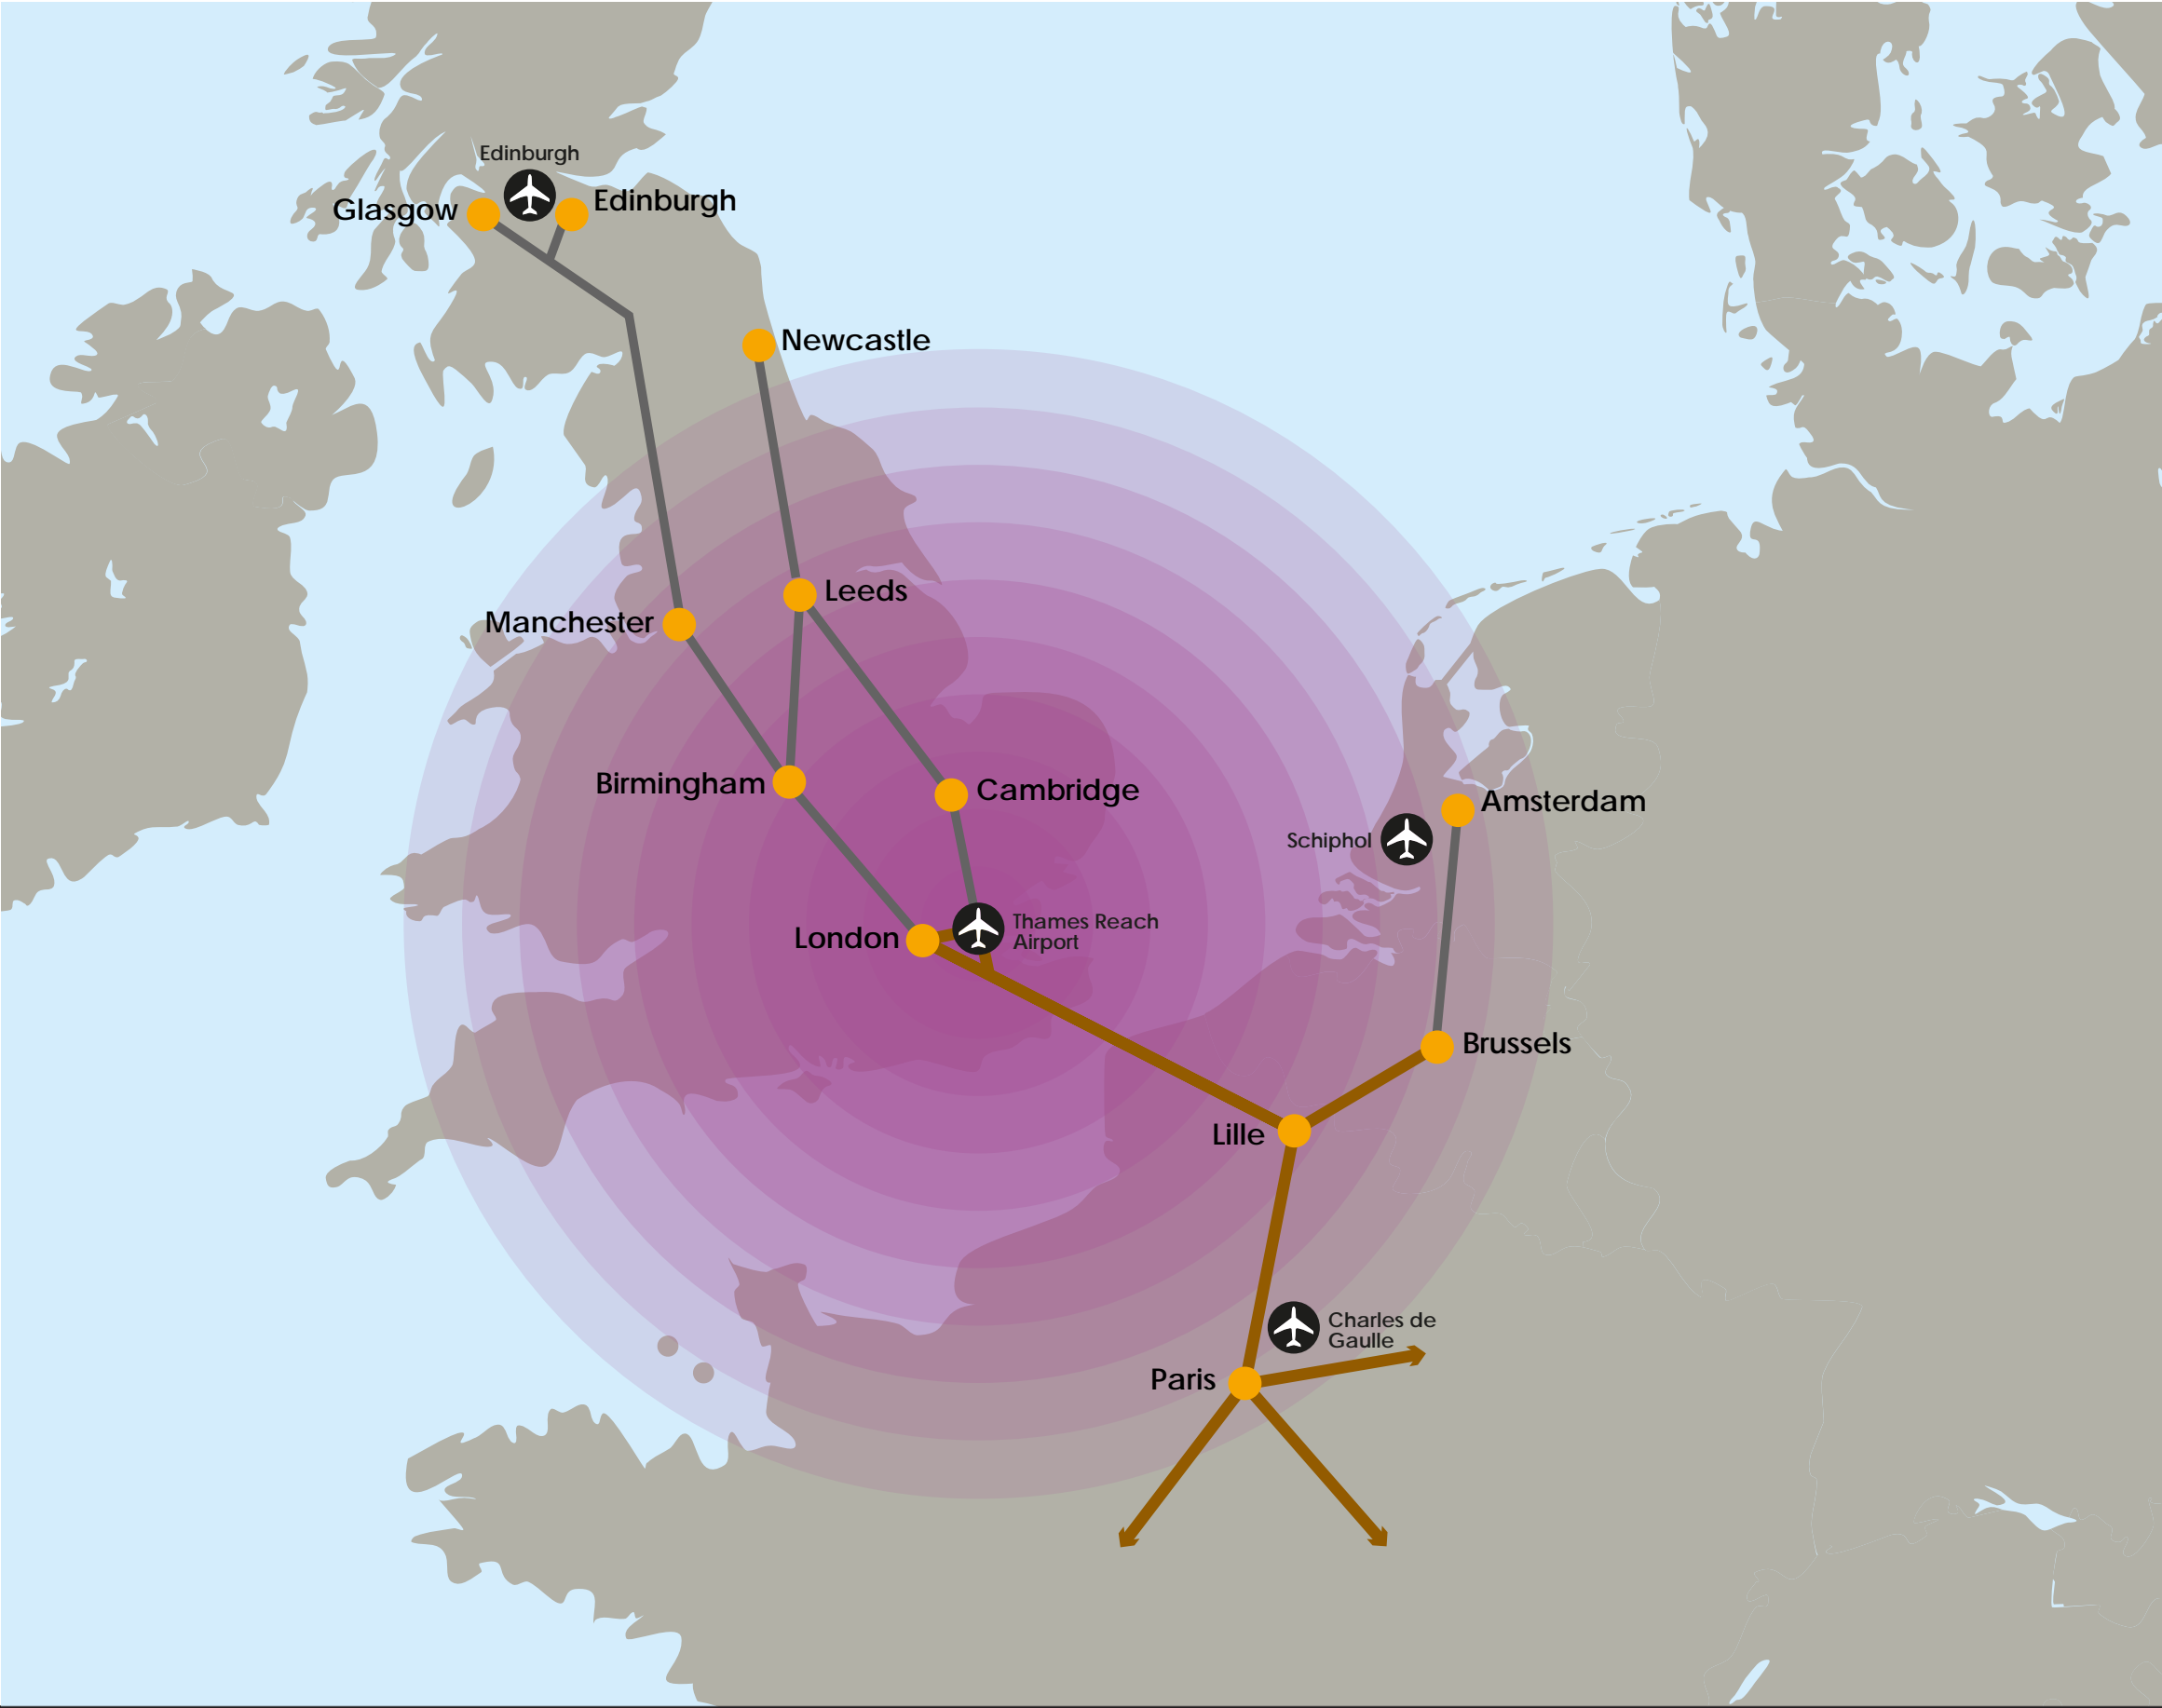 Edinburgh
Glasgow
Edinburgh
Newcastle
Leeds
Manchester
Birmingham
Cambridge
Amsterdam
Schiphol
London
Thames Reach
Airport
Brussels
Lille
Charles de
Gaulle
Paris